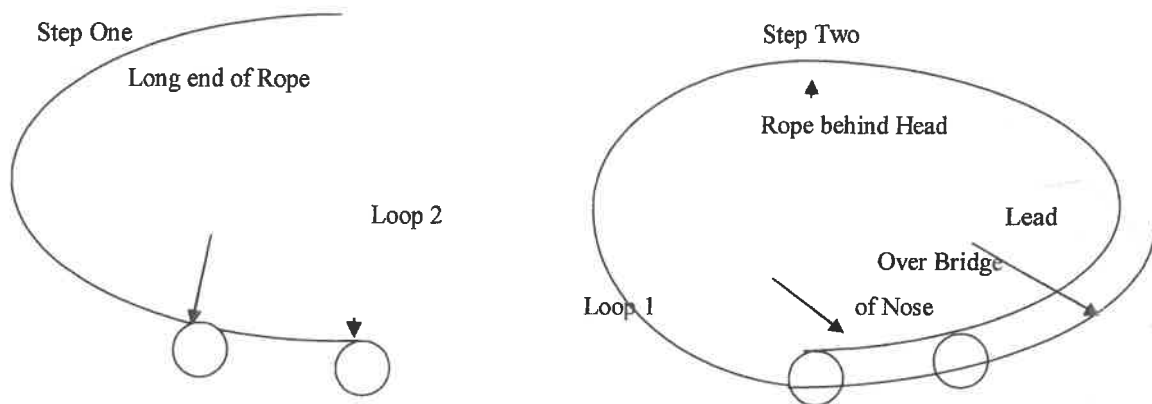 Step One
Long end of Rope
Loop 2
Step Two
Rope behind Head
Lead
Over Bridge
of Nose
Loop 1